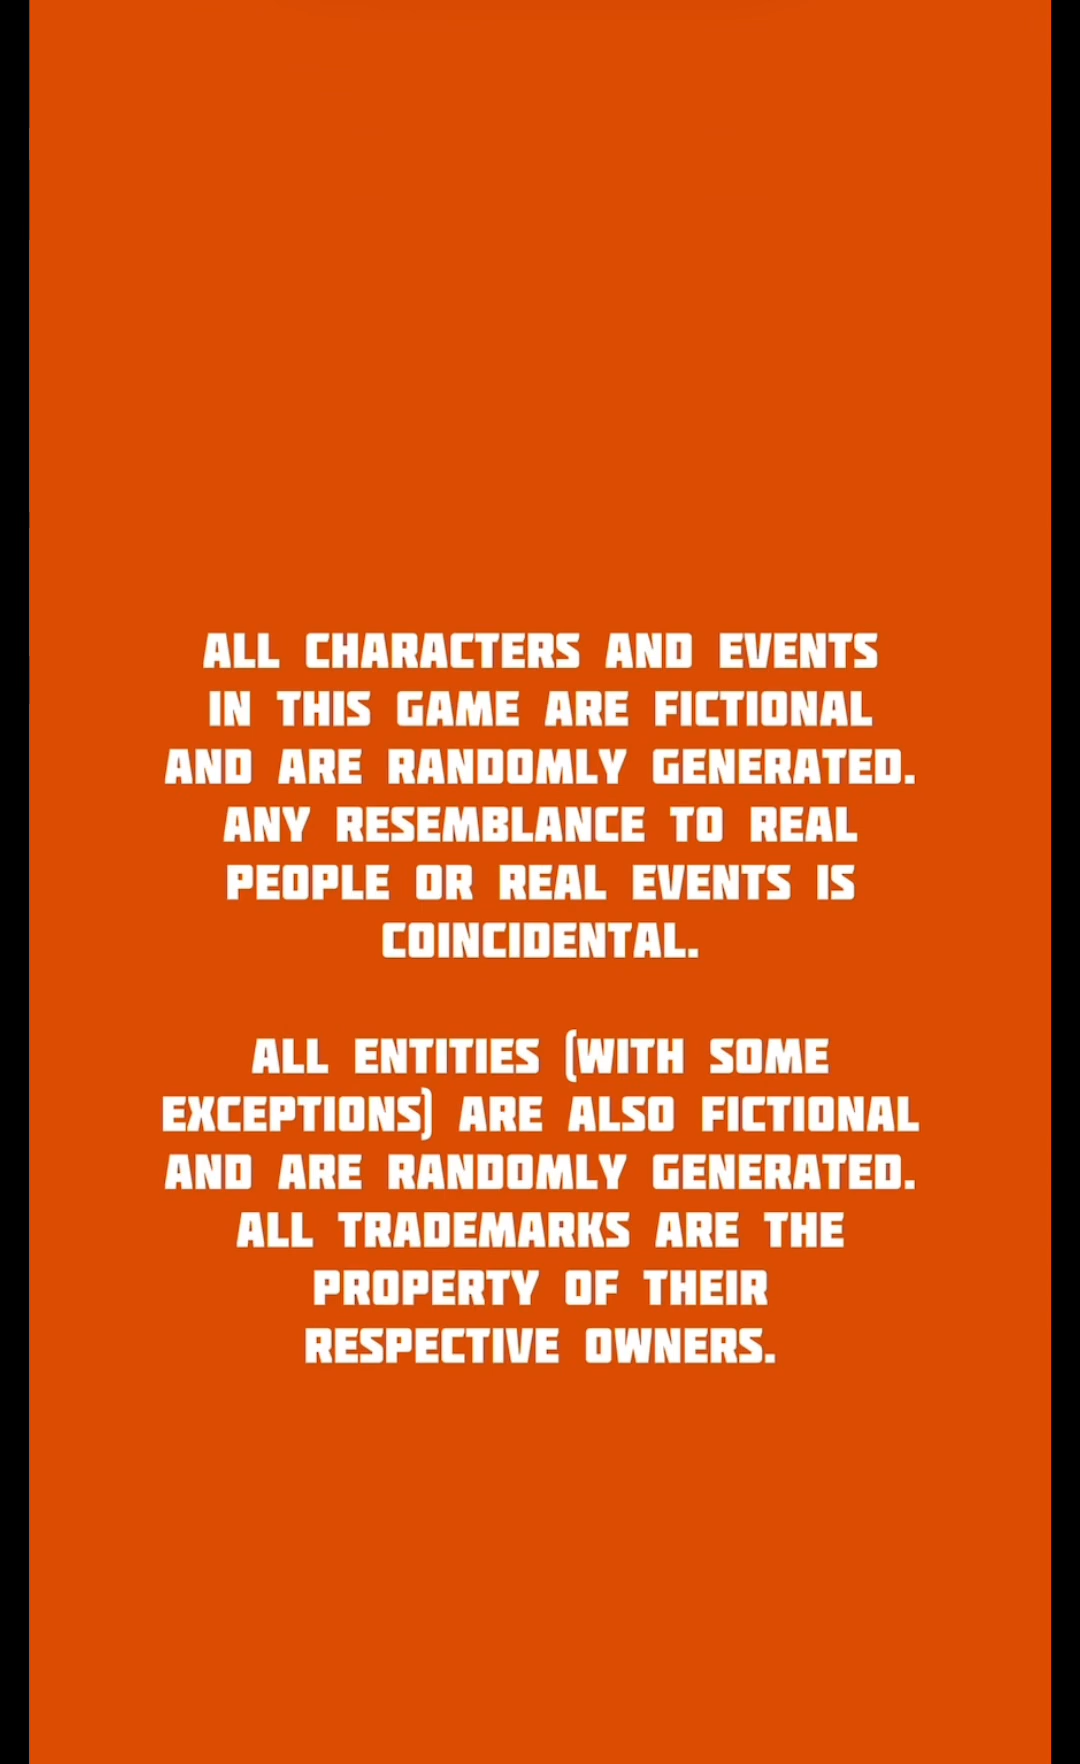 ALL CHARACTERS AND EVENTS
IN THIS GAME ARE FICTIONAL
AND ARE RANDOMLY GENERATED.
ANY RESEMBLANCE TO REAL
PEOPLE OR REAL EVENTS IS
COINCIDENTAL.
ALL ENTITIES (WITH SOME
EXCEPTIONS) ARE ALSO FICTIONAL
AND ARE RANDOMLY GENERATED.
ALL TRADEMARKS ARE THE
PROPERTY OF THEIR
RESPECTIVE OWNERS.